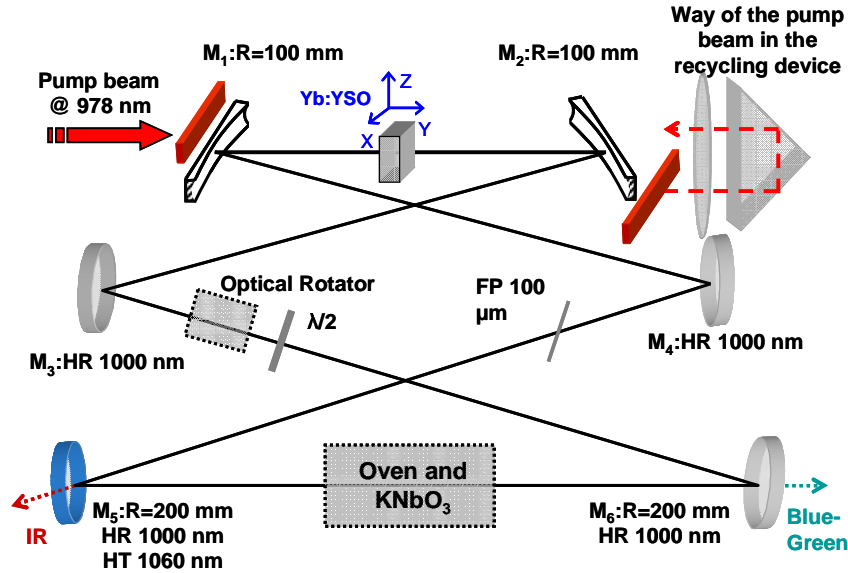 Way of the pump
beam in the
recycling device
M1:R=100 mm
M2:R=100 mm
Pump beam
@ 978 nm
Yb:YSO
Z
X
Y
Optical Rotator
λ/2
FP 100
µm
M3:HR 1000 nm
M4:HR 1000 nm
Oven and
KNbO3
IR
M5:R=200 mm
HR 1000 nm
HT 1060 nm
M6:R=200 mm
HR 1000 nm
Blue-
Green